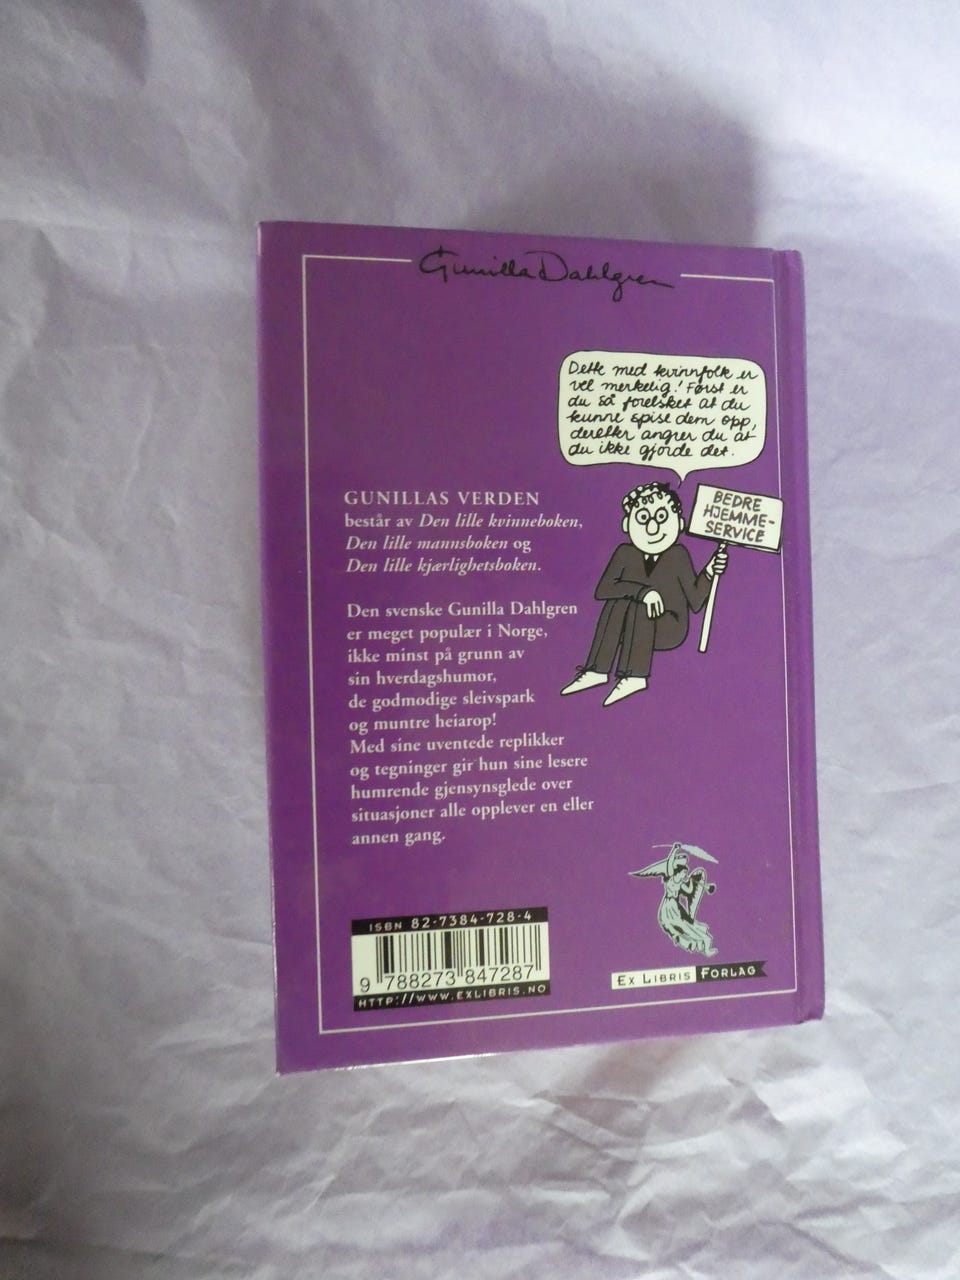 Gunilla Dahlgren
Dette med kvinnfolk er
vel merkelig! Først er
du så forelsket at du
kunne spise dem opp,
deretter angrer du at
du ikke gjorde det.
BEDRE
HJEMME-
SERVICE
GUNILLAS VERDEN
består av Den lille kvinneboken,
Den lille mannsboken og
Den lille kjærlighetsboken.
Den svenske Gunilla Dahlgren
er meget populær i Norge,
ikke minst på grunn av
sin hverdagshumor,
de godmodige sleivspark
og muntre heiarop!
Med sine uventede replikker
og tegninger gir hun sine lesere
humrende gjensynsglede over
situasjoner alle opplever en eller
annen gang.
ISBN 82-7384-728-4
9 788273 847287
HTTP://WWW.EXLIBRIS.NO
EX LIBRIS FORLAG